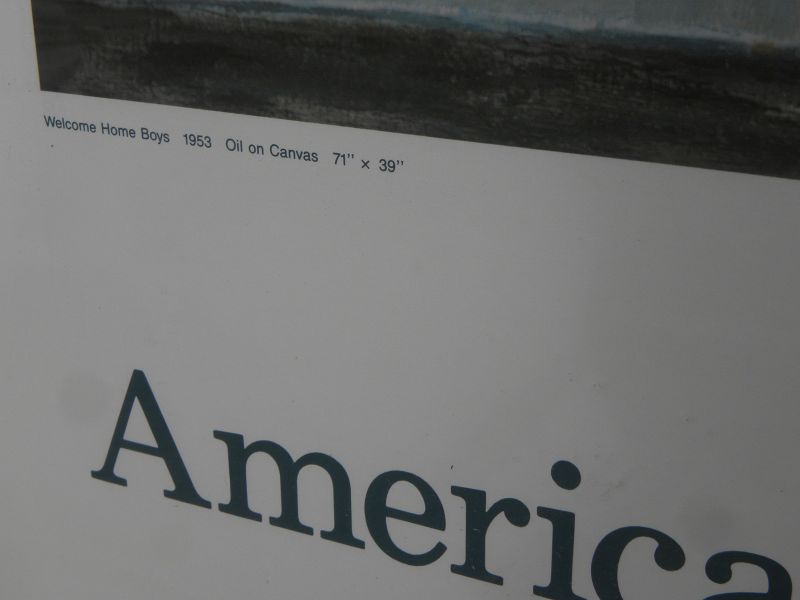 Welcome Home Boys 1953 Oil on Canvas 71" × 39"
America